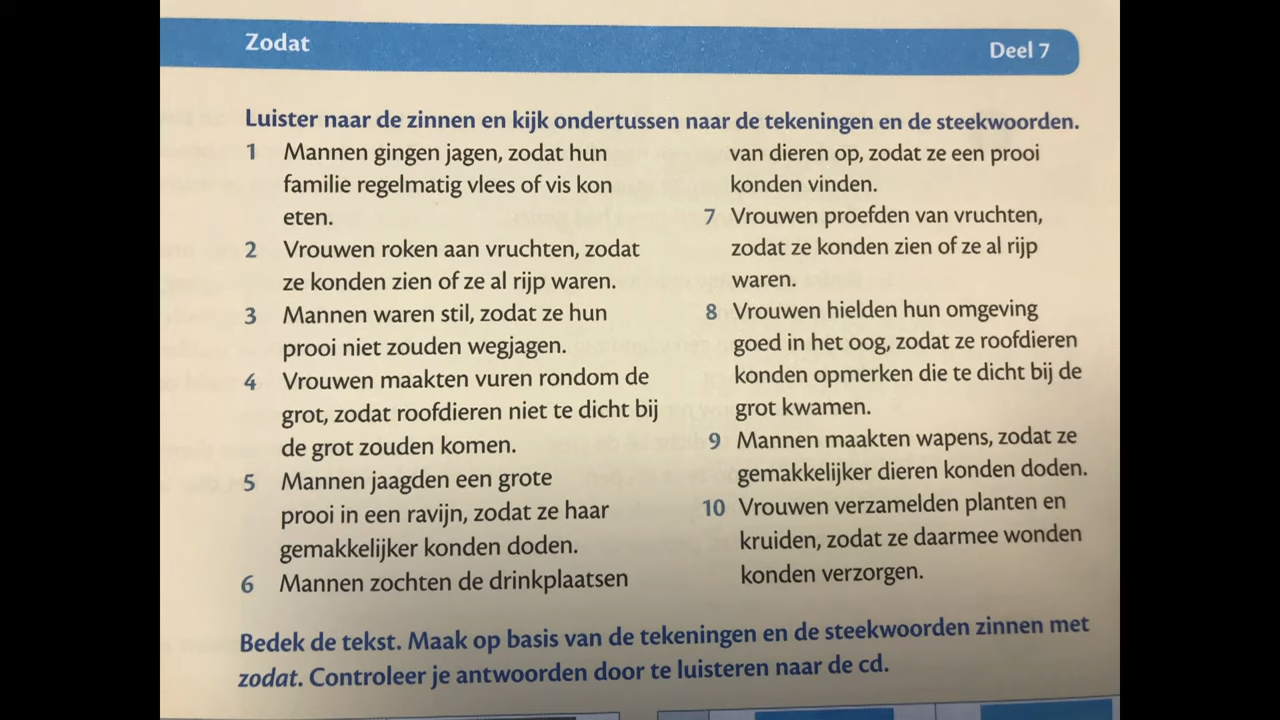 Zodat
Deel 7
Luister naar de zinnen en kijk ondertussen naar de tekeningen en de steekwoorden.
1 Mannen gingen jagen, zodat hun
familie regelmatig vlees of vis kon
eten.
2 Vrouwen roken aan vruchten, zodat
ze konden zien of ze al rijp waren.
3 Mannen waren stil, zodat ze hun
prooi niet zouden wegjagen.
4 Vrouwen maakten vuren rondom de
grot, zodat roofdieren niet te dicht bij
de grot zouden komen.
5 Mannen jaagden een grote
prooi in een ravijn, zodat ze haar
gemakkelijker konden doden.
6 Mannen zochten de drinkplaatsen
van dieren op, zodat ze een prooi
konden vinden.
7 Vrouwen proefden van vruchten,
zodat ze konden zien of ze al rijp
waren.
8 Vrouwen hielden hun omgeving
goed in het oog, zodat ze roofdieren
konden opmerken die te dicht bij de
grot kwamen.
9 Mannen maakten wapens, zodat ze
gemakkelijker dieren konden doden.
10 Vrouwen verzamelden planten en
kruiden, zodat ze daarmee wonden
konden verzorgen.
Bedek de tekst. Maak op basis van de tekeningen en de steekwoorden zinnen met
zodat. Controleer je antwoorden door te luisteren naar de cd.